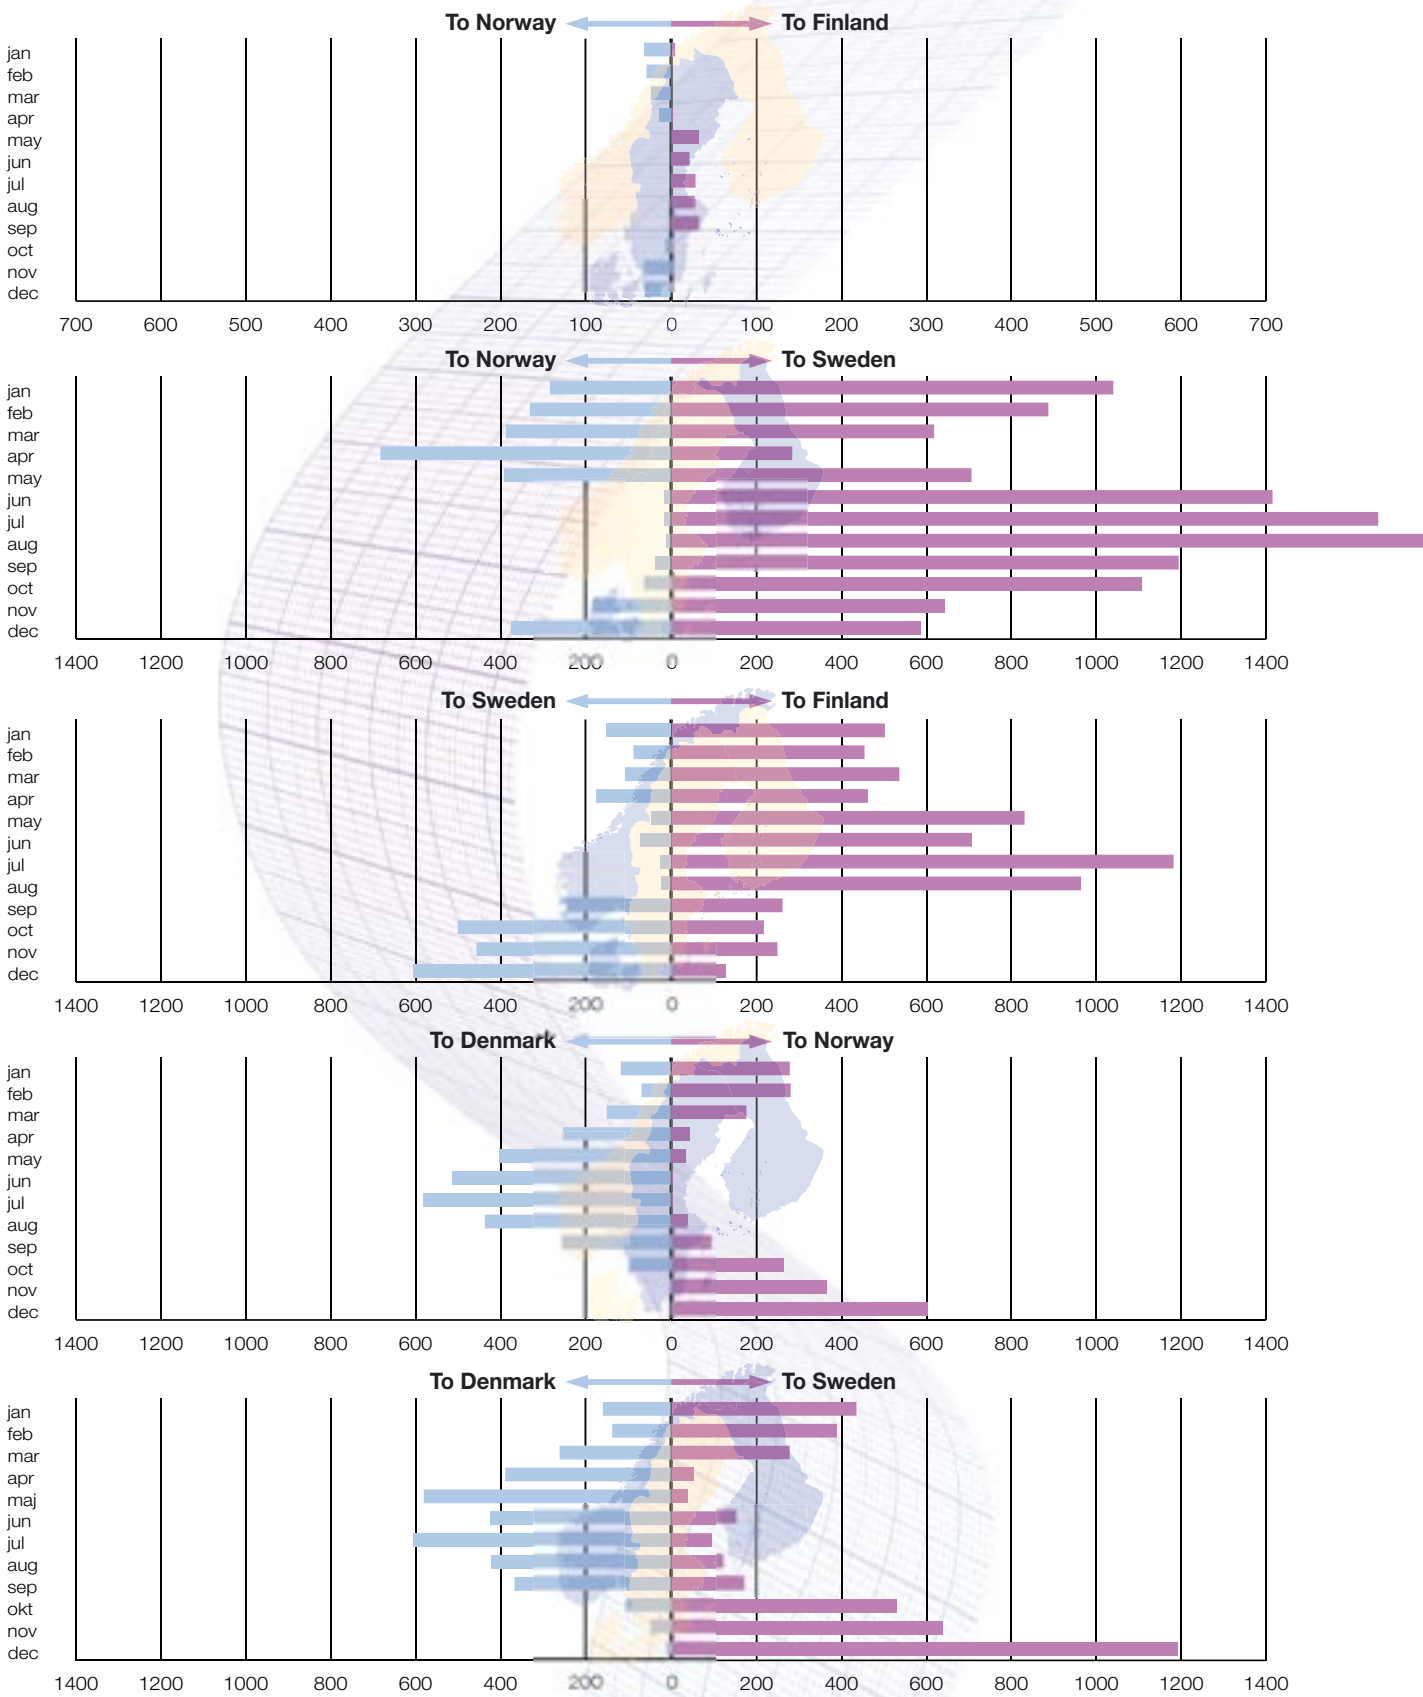 To Norway To Finland
jan
feb
mar
apr
may
jun
jul
aug
sep
oct
nov
dec
700 600 500 400 300 200 100 0 100 200 300 400 500 600 700
To Norway To Sweden
jan
feb
mar
apr
may
jun
jul
aug
sep
oct
nov
dec
1400 1200 1000 800 600 400 200 0 200 400 600 800 1000 1200 1400
To Sweden To Finland
jan
feb
mar
apr
may
jun
jul
aug
sep
oct
nov
dec
1400 1200 1000 800 600 400 200 0 200 400 600 800 1000 1200 1400
To Denmark To Norway
jan
feb
mar
apr
may
jun
jul
aug
sep
oct
nov
dec
1400 1200 1000 800 600 400 200 0 200 400 600 800 1000 1200 1400
To Denmark To Sweden
jan
feb
mar
apr
maj
jun
jul
aug
sep
okt
nov
dec
1400 1200 1000 800 600 400 200 0 200 400 600 800 1000 1200 1400